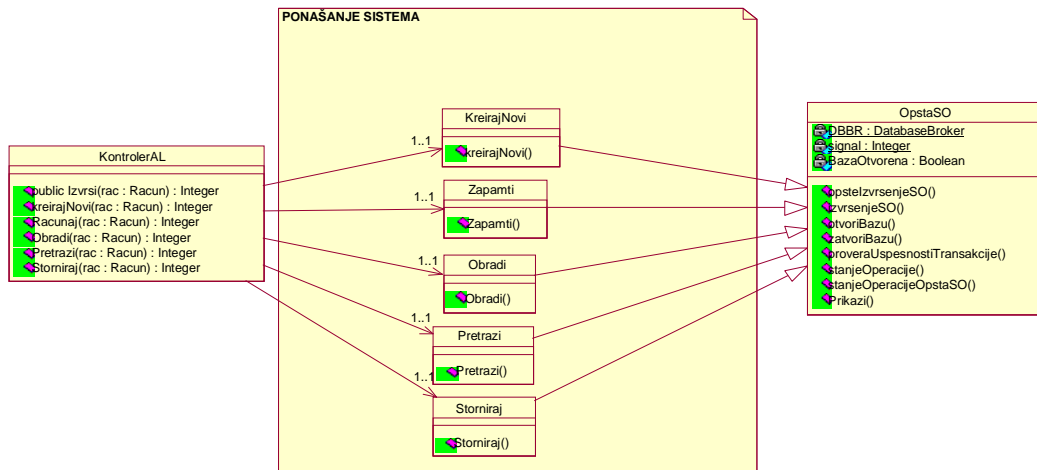 PONAŠANJE SISTEMA
KontrolerAL
public Izvrsi(rac : Racun) : Integer
kreirajNovi(rac : Racun) : Integer
Racunaj(rac : Racun) : Integer
Obradi(rac : Racun) : Integer
Pretrazi(rac : Racun) : Integer
Storniraj(rac : Racun) : Integer
1..1
KreirajNovi
kreirajNovi()
1..1
Zapamti
Zapamti()
1..1
Obradi
Obradi()
1..1
Pretrazi
Pretrazi()
1..1
Storniraj
Storniraj()
OpstaSO
DBBR : DatabaseBroker
signal : Integer
BazaOtvorena : Boolean
opsteIzvrsenjeSO()
izvrsenjeSO()
otvoriBazu()
zatvoriBazu()
proveraUspesnostiTransakcije()
stanjeOperacije()
stanjeOperacijeOpstaSO()
Prikazi()